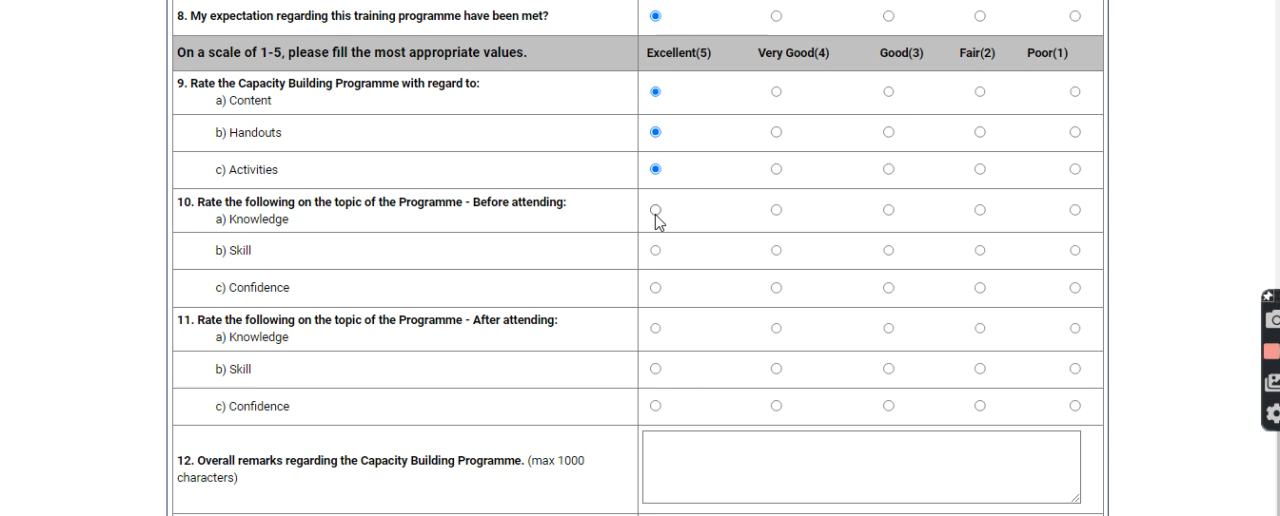 8. My expectation regarding this training programme have been met?
On a scale of 1-5, please fill the most appropriate values. Excellent(5) Very Good(4) Good(3) Fair(2) Poor(1)
9. Rate the Capacity Building Programme with regard to:
a) Content
b) Handouts
c) Activities
10. Rate the following on the topic of the Programme - Before attending:
a) Knowledge
b) Skill
c) Confidence
11. Rate the following on the topic of the Programme - After attending:
a) Knowledge
b) Skill
c) Confidence
12. Overall remarks regarding the Capacity Building Programme. (max 1000
characters)